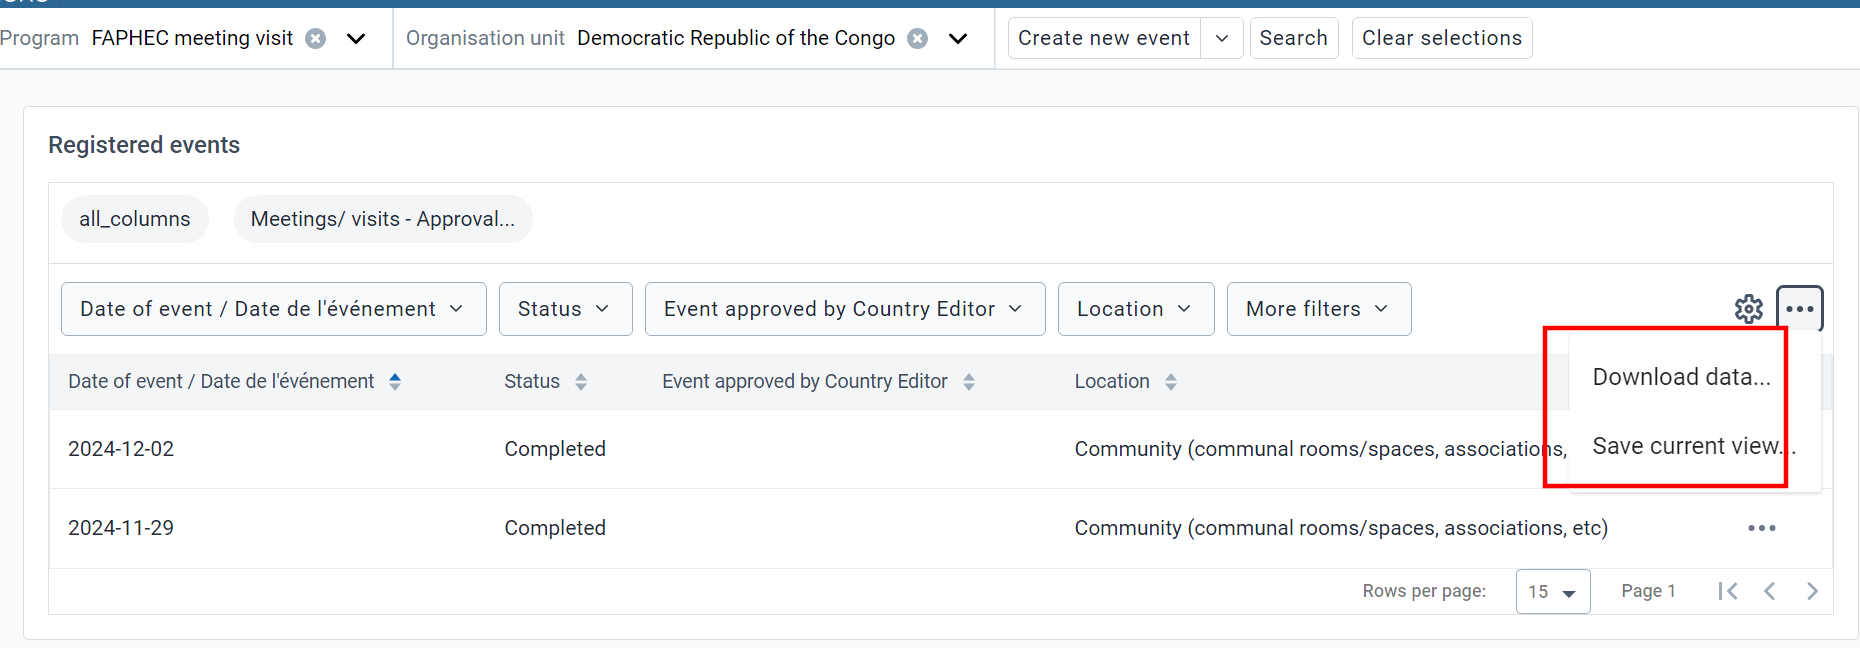 Program FAPHEC meeting visit Organisation unit Democratic Republic of the Congo Create new event Search Clear selections
Registered events
all_columns Meetings/ visits - Approval...
Date of event / Date de l'événement Status Event approved by Country Editor Location More filters
Date of event / Date de l'événement Status Event approved by Country Editor Location
Download data...
2024-12-02 Completed Community (communal rooms/spaces, associations,
Save current view...
2024-11-29 Completed Community (communal rooms/spaces, associations, etc)
Rows per page: 15 Page 1